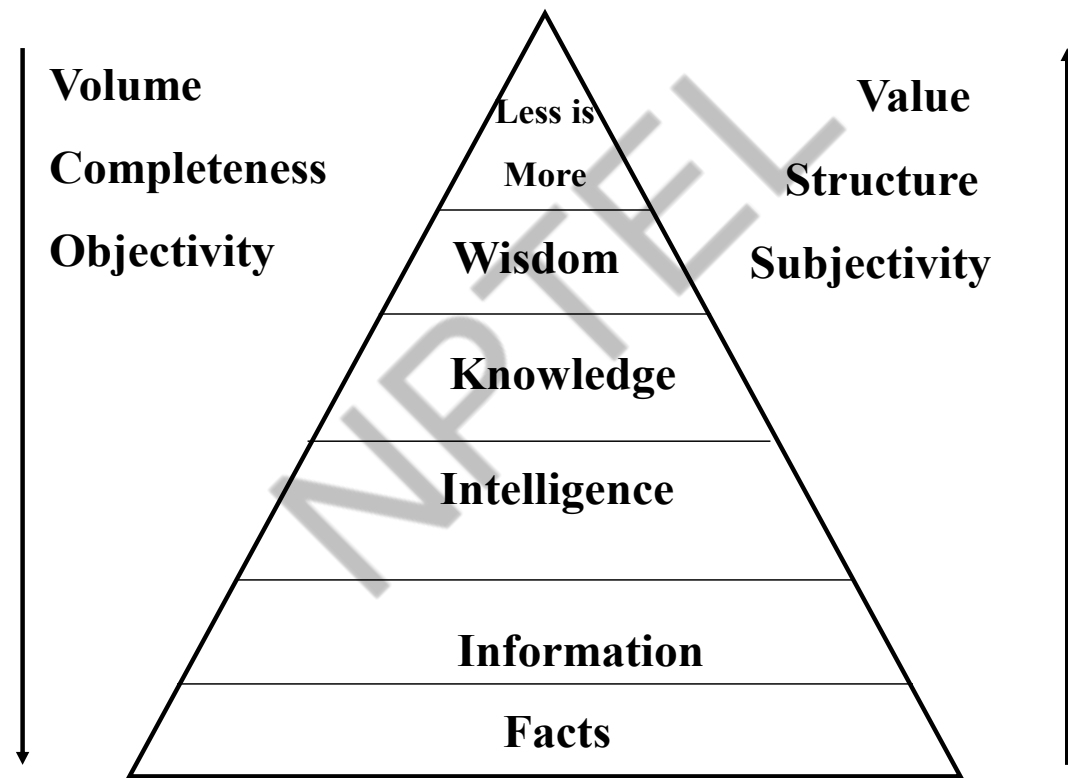 Volume
Completeness
Objectivity
Less is
More
Wisdom
Knowledge
Intelligence
Information
Facts
Value
Structure
Subjectivity
NPTEL